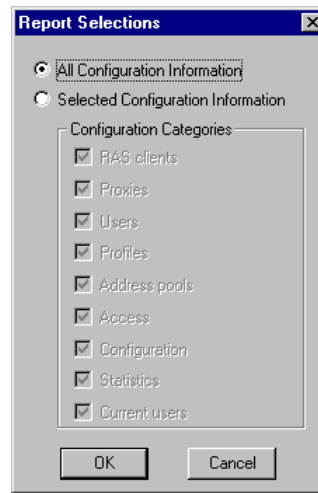 Report Selections
All Configuration Information
Selected Configuration Information
Configuration Categories
RAS clients
Proxies
Users
Profiles
Address pools
Access
Configuration
Statistics
Current users
OK
Cancel